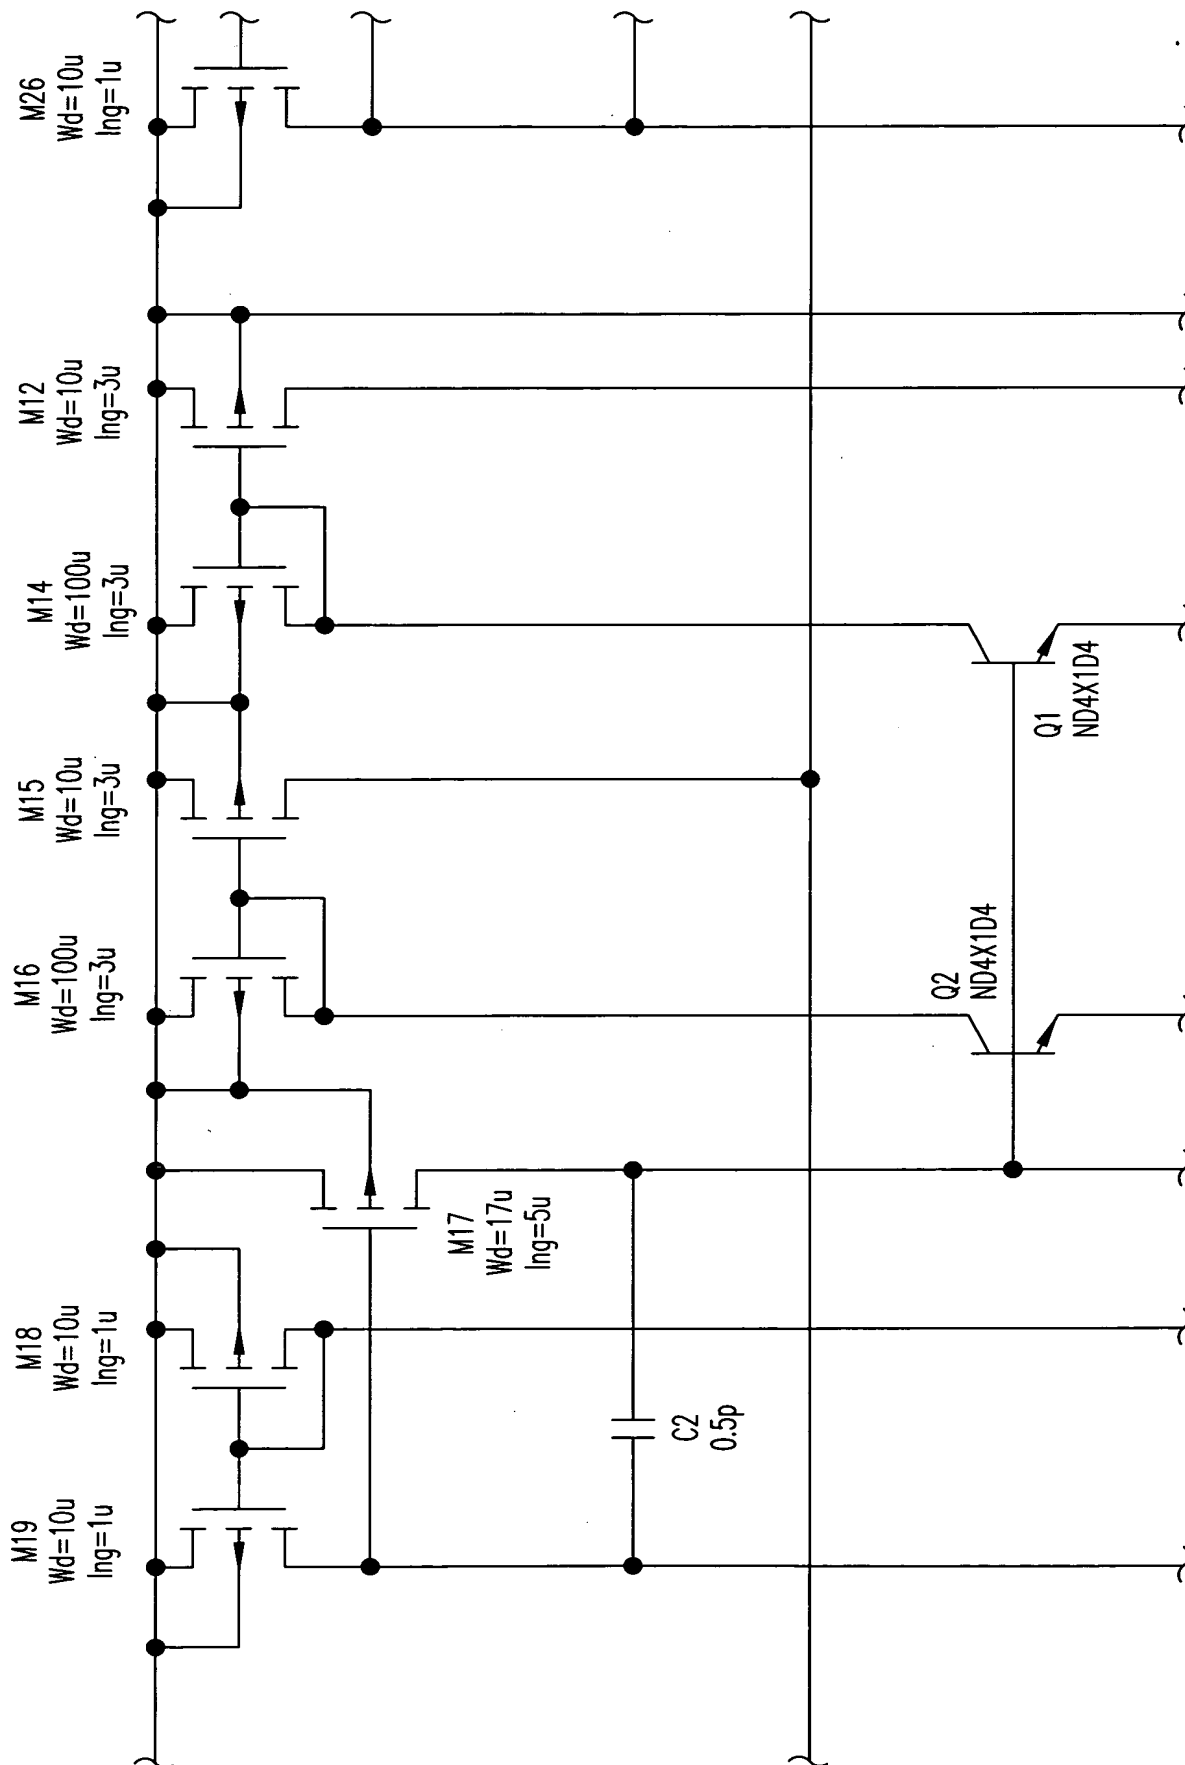 M26
Wd=10u
lng=1u
M12
Wd=10u
lng=3u
M14
Wd=100u
lng=3u
M15
Wd=10u
lng=3u
M16
Wd=100u
lng=3u
M18
Wd=10u
lng=1u
M19
Wd=10u
lng=1u
M17
Wd=17u
lng=5u
C2
0.5p
Q2
ND4X1D4
Q1
ND4X1D4